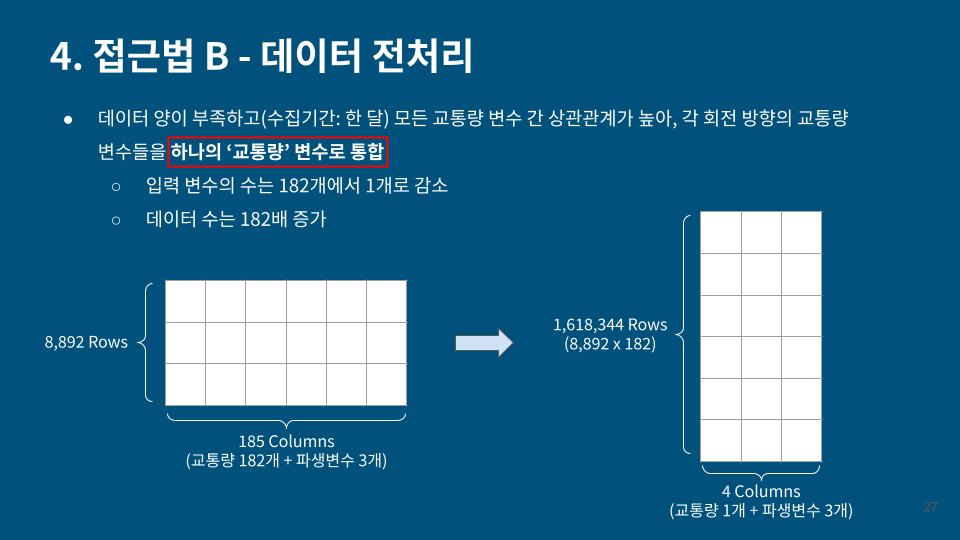 4. 접근법 B - 데이터 전처리
● 데이터 양이 부족하고(수집기간: 한 달) 모든 교통량 변수 간 상관관계가 높아, 각 회전 방향의 교통량
변수들을 하나의 ‘교통량’ 변수로 통합
○ 입력 변수의 수는 182개에서 1개로 감소
○ 데이터 수는 182배 증가
8,892 Rows
185 Columns
(교통량 182개 + 파생변수 3개)
1,618,344 Rows
(8,892 x 182)
4 Columns
(교통량 1개 + 파생변수 3개)
27